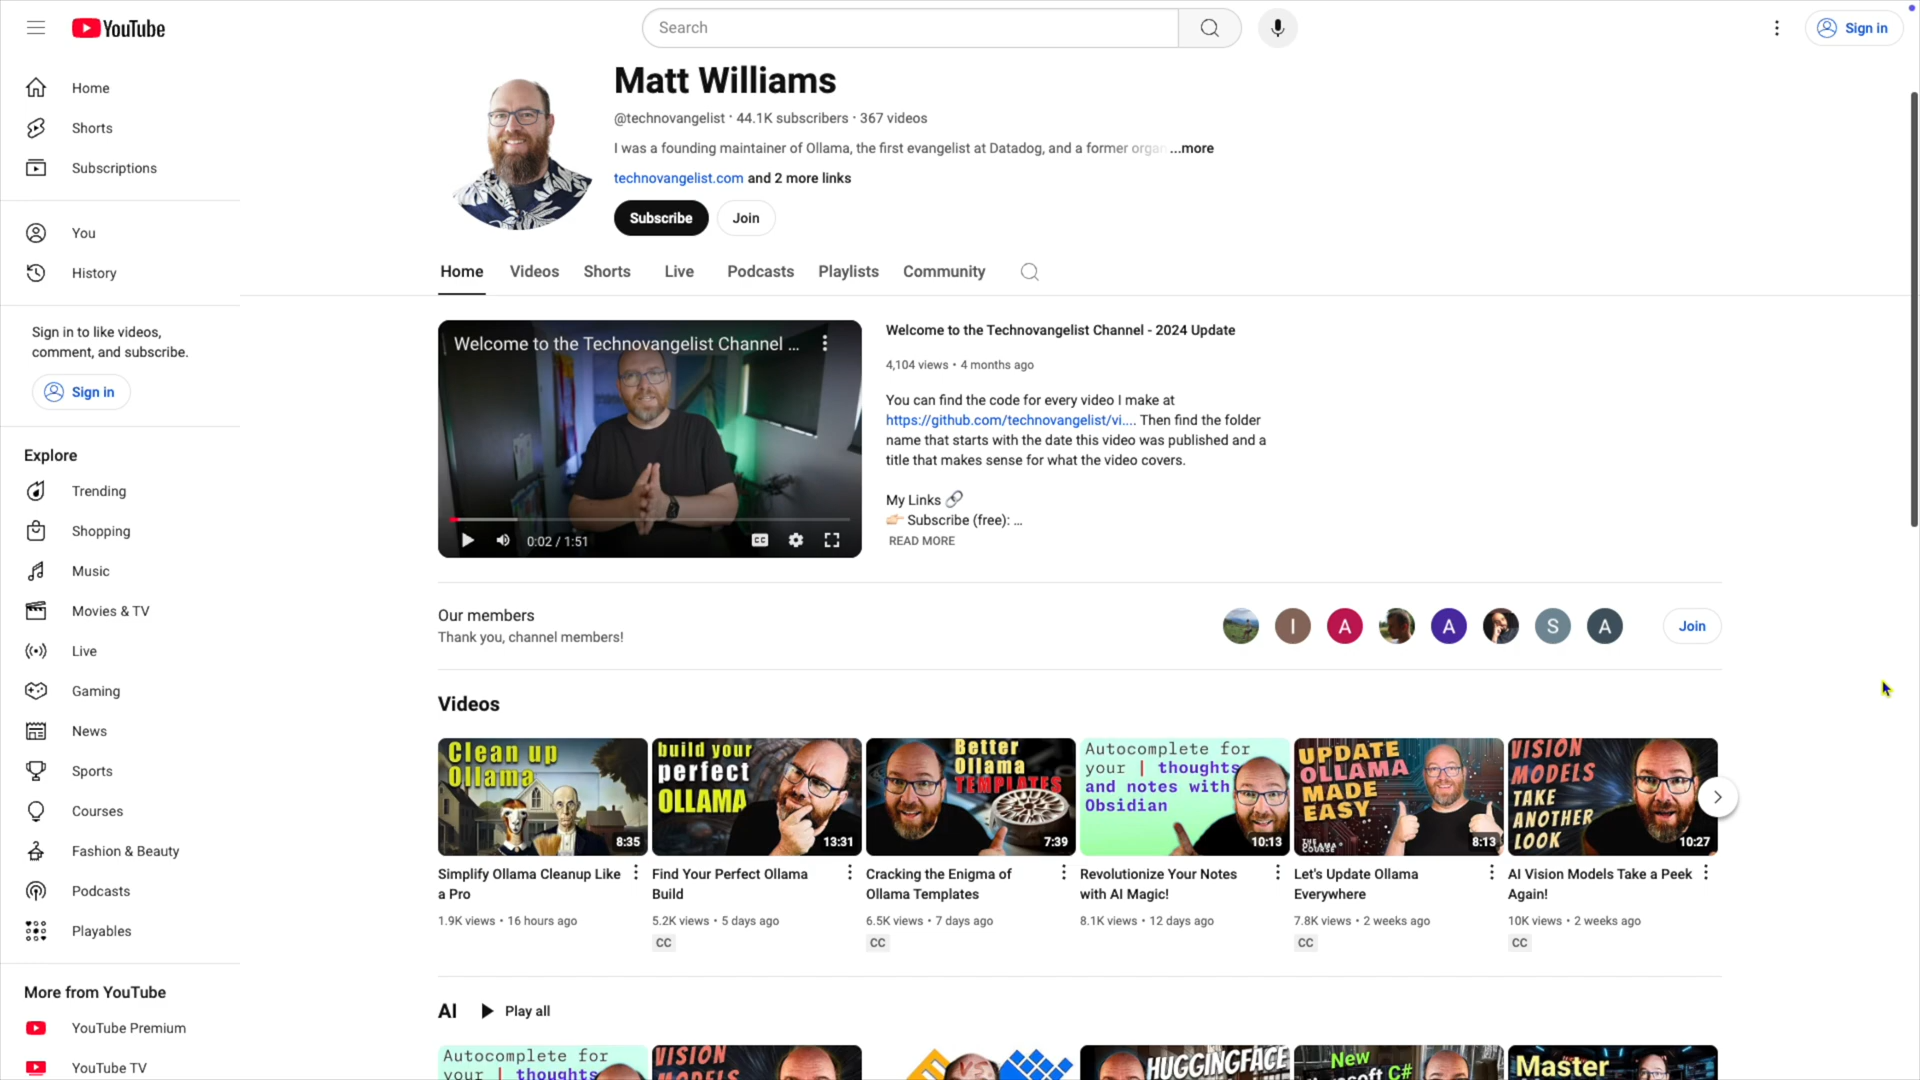 YouTube
Search
Sign in
Home
Shorts
Subscriptions
You
History
Sign in to like videos,
comment, and subscribe.
Sign in
Explore
Trending
Shopping
Music
Movies & TV
Live
Gaming
News
Sports
Courses
Fashion & Beauty
Podcasts
Playables
More from YouTube
YouTube Premium
YouTube TV
Matt Williams
@technovangelist · 44.1K subscribers · 367 videos
I was a founding maintainer of Ollama, the first evangelist at Datadog, and a former ...more
technovangelist.com and 2 more links
Subscribe
Join
Home
Videos
Shorts
Live
Podcasts
Playlists
Community
Welcome to the Technovangelist Channel ...
0:02 / 1:51
CC
Welcome to the Technovangelist Channel - 2024 Update
4,104 views • 4 months ago
You can find the code for every video I make at
https://github.com/technovangelist/vi.... Then find the folder
name that starts with the date this video was published and a
title that makes sense for what the video covers.
My Links 🔗
👉🏻 Subscribe (free): ...
READ MORE
Our members
Thank you, channel members!
I
A
A
S
A
Join
Videos
Clean up
Ollama
8:35
Simplify Ollama Cleanup Like
a Pro
1.9K views • 16 hours ago
build your
perfect
OLLAMA
13:31
Find Your Perfect Ollama
Build
5.2K views • 5 days ago
CC
Better
Ollama
TEMPLATES
7:39
Cracking the Enigma of
Ollama Templates
6.5K views • 7 days ago
CC
Autocomplete for
your | thoughts
and notes with
Obsidian
10:13
Revolutionize Your Notes
with AI Magic!
8.1K views • 12 days ago
UPDATE
OLLAMA
MADE
EASY
THE
OLLAMA
COURSE
8:13
Let's Update Ollama
Everywhere
7.8K views • 2 weeks ago
CC
VISION
MODELS
TAKE
ANOTHER
LOOK
10:27
AI Vision Models Take a Peek
Again!
10K views • 2 weeks ago
CC
AI
Play all
Autocomplete for
your | thoughts
VISION
MODELS
VS.
HUGGINGFACE
New
Microsoft C#
Master